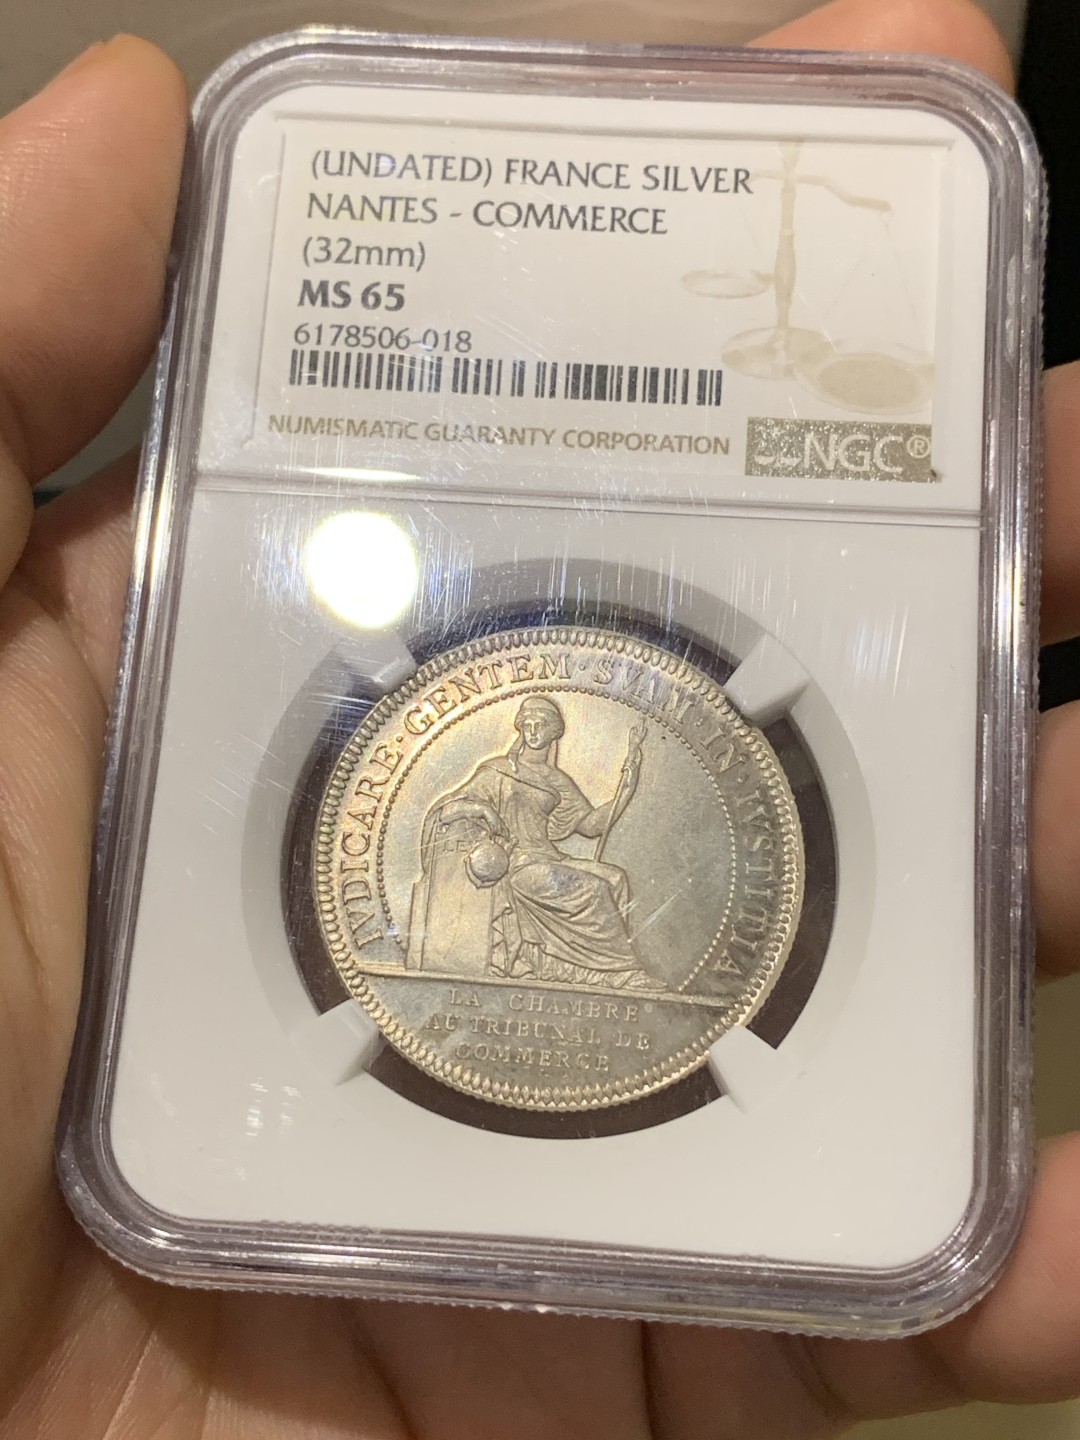 (UNDATED) FRANCE SILVER
NANTES - COMMERCE
(32mm)
MS 65
6178506-018
NUMISMATIC GUARANTY CORPORATION
NGC®
IVDICARE·GENTEM·SVAM·IN·IVSTITIA
LA CHAMBRE
AU TRIBUNAL DE
COMMERCE